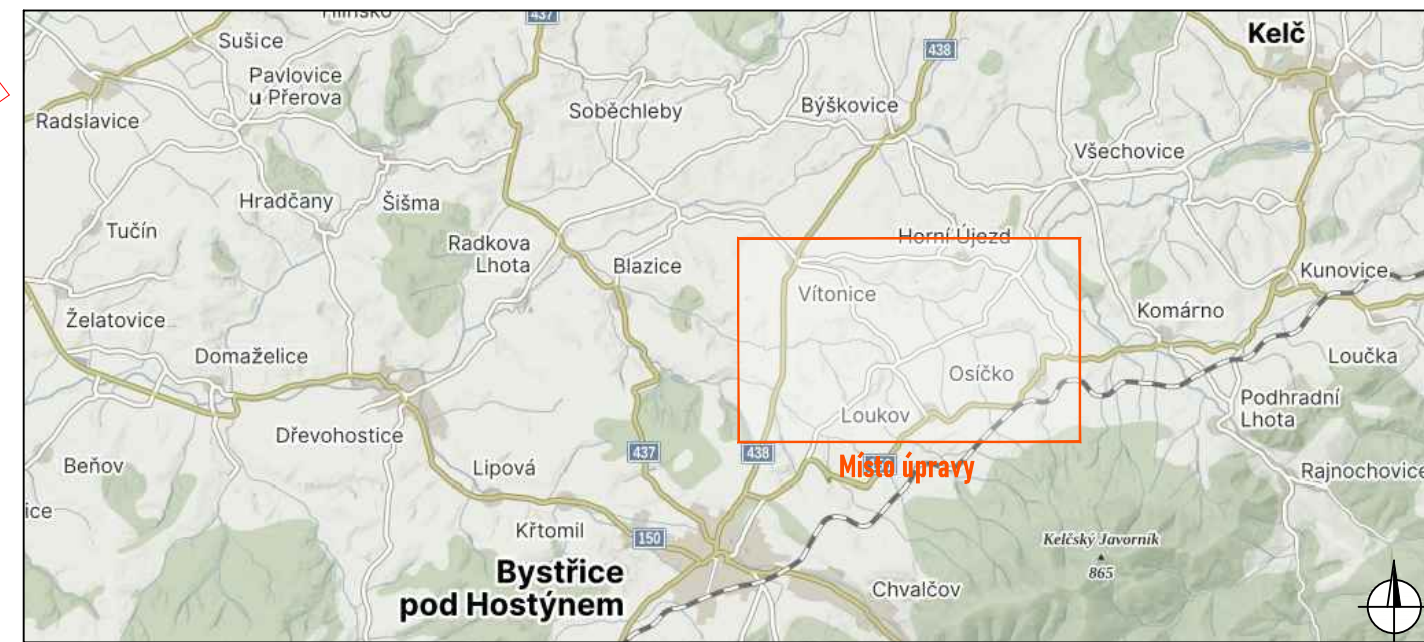 437
Sušice
Kelč
438
Pavlovice
u Přerova
Radslavice
Soběchleby
Býškovice
Všechovice
Hradčany
Šišma
Tučín
Radkova
Lhota
Horní Újezd
Blazice
Vítonice
Kunovice
Želatovice
Komárno
Domaželice
Osíčko
Loučka
Loukov
Podhradní
Lhota
Dřevohostice
437
438
Místo úpravy
Beňov
Lipová
Rajnochovice
ice
Křtomil
150
Kelčský Javorník
865
Bystřice
pod Hostýnem
Chvalčov